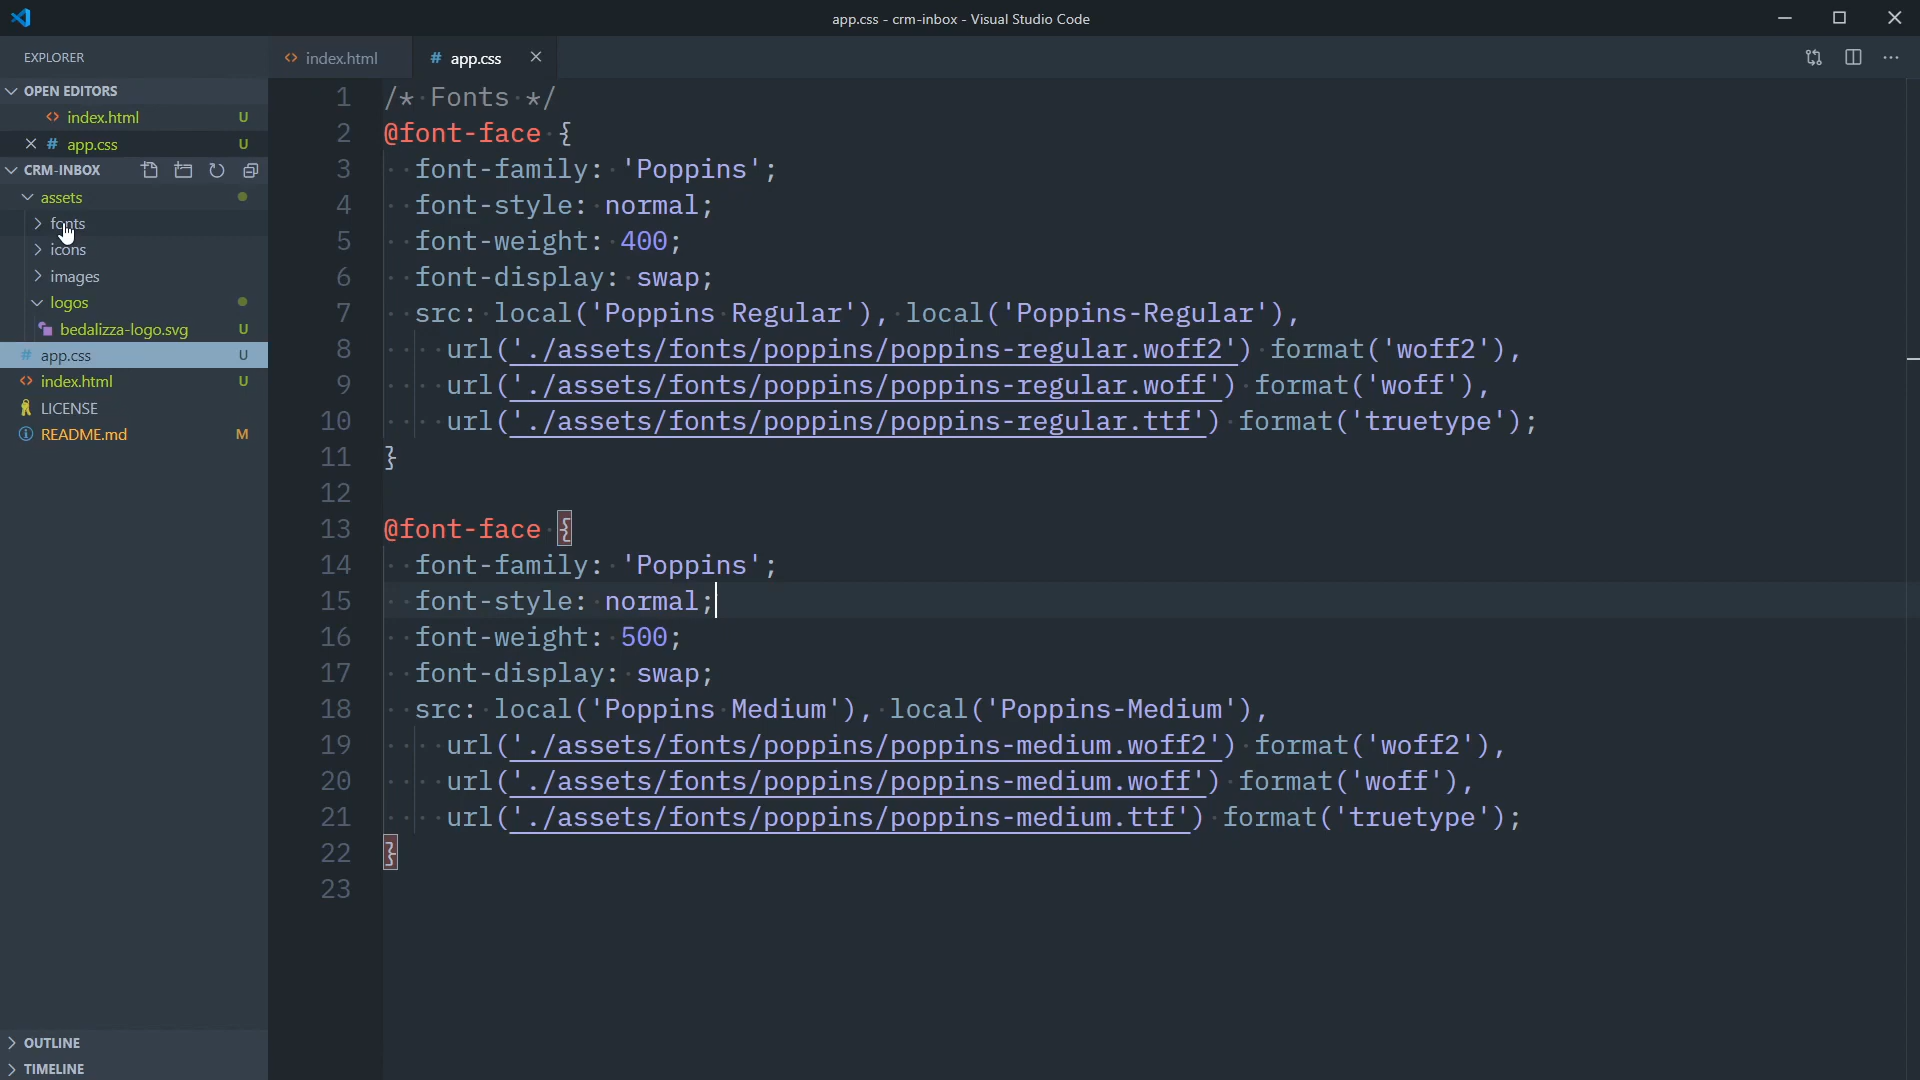 app.css - crm-inbox - Visual Studio Code
EXPLORER
OPEN EDITORS
<> index.html U
# app.css U
CRM-INBOX
assets
fonts
icons
images
logos
bedalizza-logo.svg U
# app.css U
<> index.html U
LICENSE
README.md M
OUTLINE
TIMELINE
<> index.html
# app.css
1 /* Fonts */
2 @font-face {
3 font-family: 'Poppins';
4 font-style: normal;
5 font-weight: 400;
6 font-display: swap;
7 src: local('Poppins Regular'), local('Poppins-Regular'),
8 url('./assets/fonts/poppins/poppins-regular.woff2') format('woff2'),
9 url('./assets/fonts/poppins/poppins-regular.woff') format('woff'),
10 url('./assets/fonts/poppins/poppins-regular.ttf') format('truetype');
11 }
12
13 @font-face {
14 font-family: 'Poppins';
15 font-style: normal;
16 font-weight: 500;
17 font-display: swap;
18 src: local('Poppins Medium'), local('Poppins-Medium'),
19 url('./assets/fonts/poppins/poppins-medium.woff2') format('woff2'),
20 url('./assets/fonts/poppins/poppins-medium.woff') format('woff'),
21 url('./assets/fonts/poppins/poppins-medium.ttf') format('truetype');
22 }
23